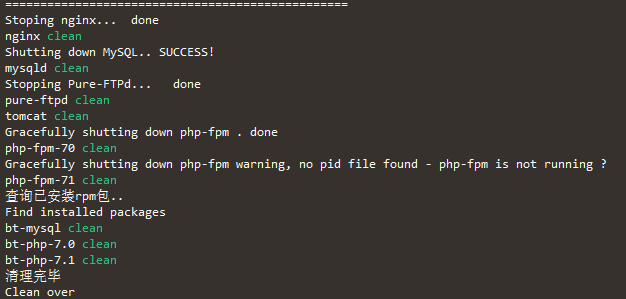 ==================================================
Stoping nginx...  done
nginx clean
Shutting down MySQL.. SUCCESS!
mysqld clean
Stopping Pure-FTPd...   done
pure-ftpd clean
tomcat clean
Gracefully shutting down php-fpm . done
php-fpm-70 clean
Gracefully shutting down php-fpm warning, no pid file found - php-fpm is not running ?
php-fpm-71 clean
查询已安装rpm包..
Find installed packages
bt-mysql clean
bt-php-7.0 clean
bt-php-7.1 clean
清理完毕
Clean over